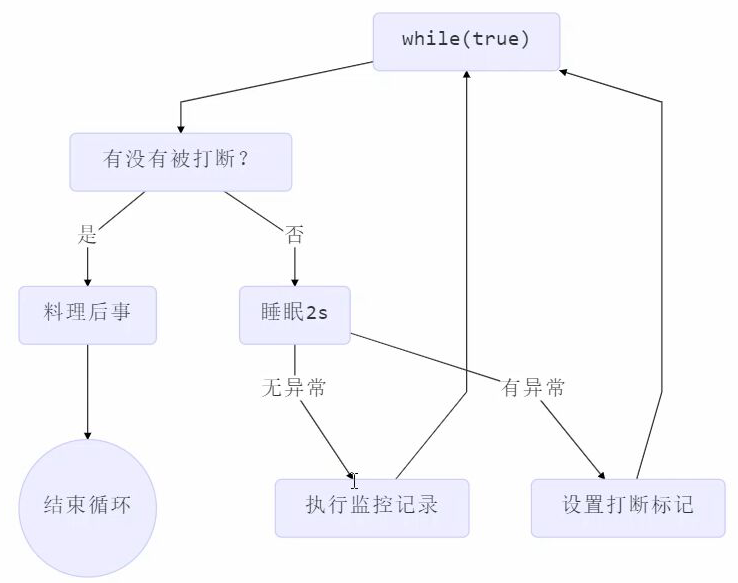 while(true)
有没有被打断？
是
否
料理后事
睡眠2s
无异常
有异常
结束循环
执行监控记录
设置打断标记